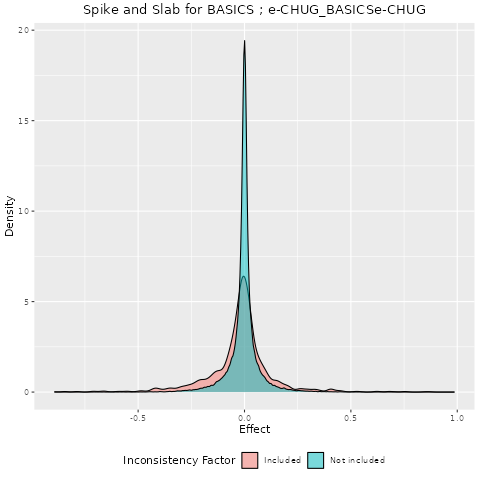 Spike and Slab for BASICS ; e-CHUG_BASICSe-CHUG
20
15
10
5
0
Density
-0.5
0.0
0.5
1.0
Effect
Inconsistency Factor
Included
Not included